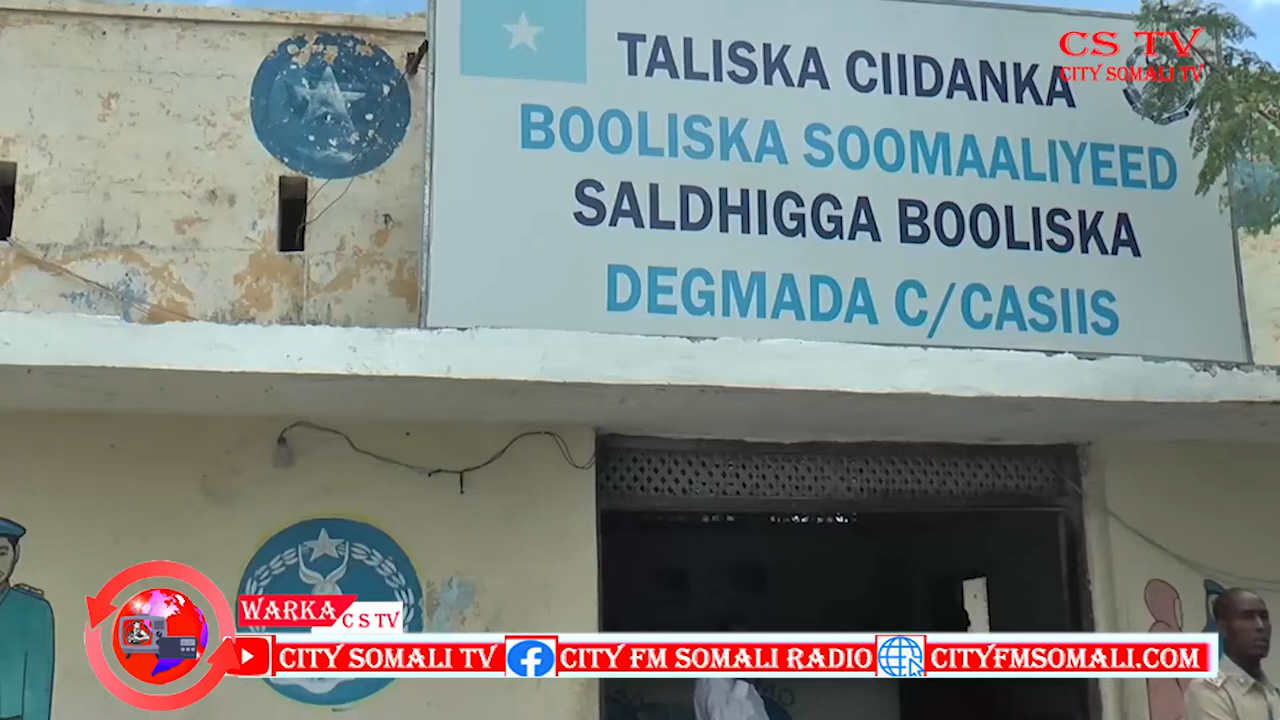 CS TV
CITY SOMALI TV
TALISKA CIIDANKA
BOOLISKA SOOMAALIYEED
SALDHIGGA BOOLISKA
DEGMADA C/CASIIS
WARKA
C S TV
CITY SOMALI TV
CITY FM SOMALI RADIO
CITYFMSOMALI.COM